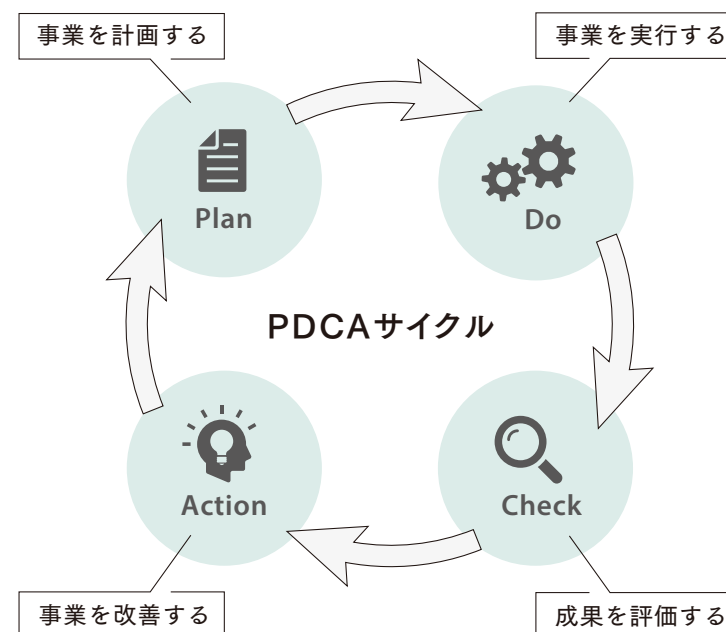 事業を計画する
事業を実行する
Plan
Do
PDCAサイクル
Action
Check
事業を改善する
成果を評価する